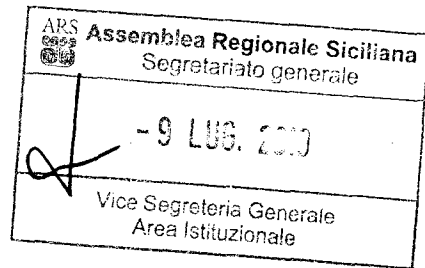 ARS
Assemblea Regionale Siciliana
Segretariato generale
- 9 LUG.
Vice Segreteria Generale
Area Istituzionale